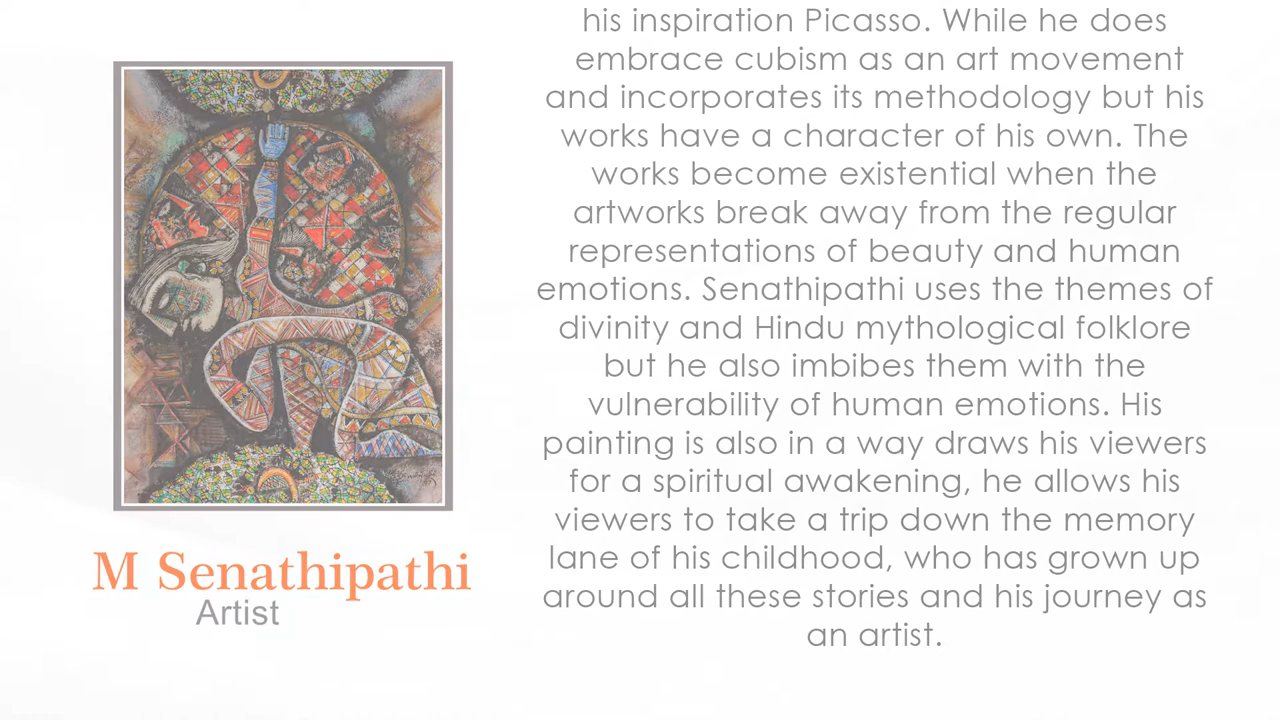 his inspiration Picasso. While he does
embrace cubism as an art movement
and incorporates its methodology but his
works have a character of his own. The
works become existential when the
artworks break away from the regular
representations of beauty and human
emotions. Senathipathi uses the themes of
divinity and Hindu mythological folklore
but he also imbibes them with the
vulnerability of human emotions. His
painting is also in a way draws his viewers
for a spiritual awakening, he allows his
viewers to take a trip down the memory
lane of his childhood, who has grown up
around all these stories and his journey as
an artist.
M Senathipathi
Artist